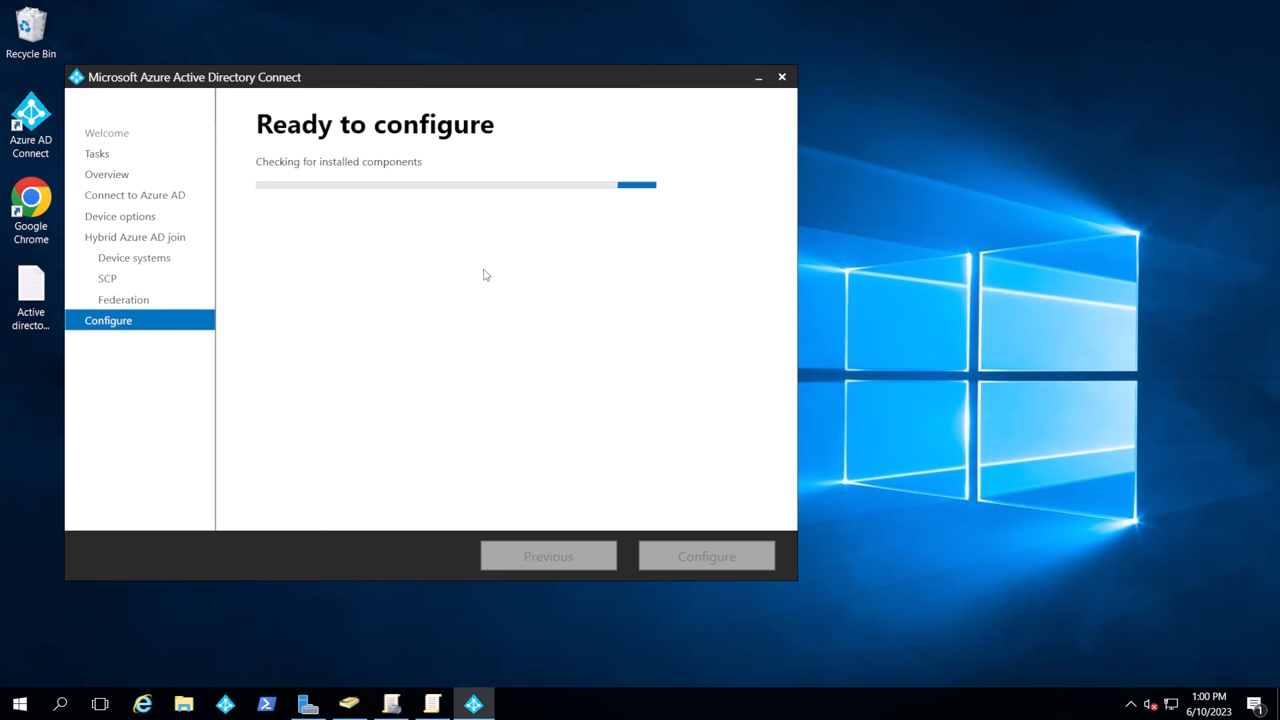 Recycle Bin
Azure AD
Connect
Google
Chrome
Active
directo...
Microsoft Azure Active Directory Connect
Welcome
Tasks
Overview
Connect to Azure AD
Device options
Hybrid Azure AD join
Device systems
SCP
Federation
Configure
Ready to configure
Checking for installed components
Previous
Configure
1:00 PM
6/10/2023
1